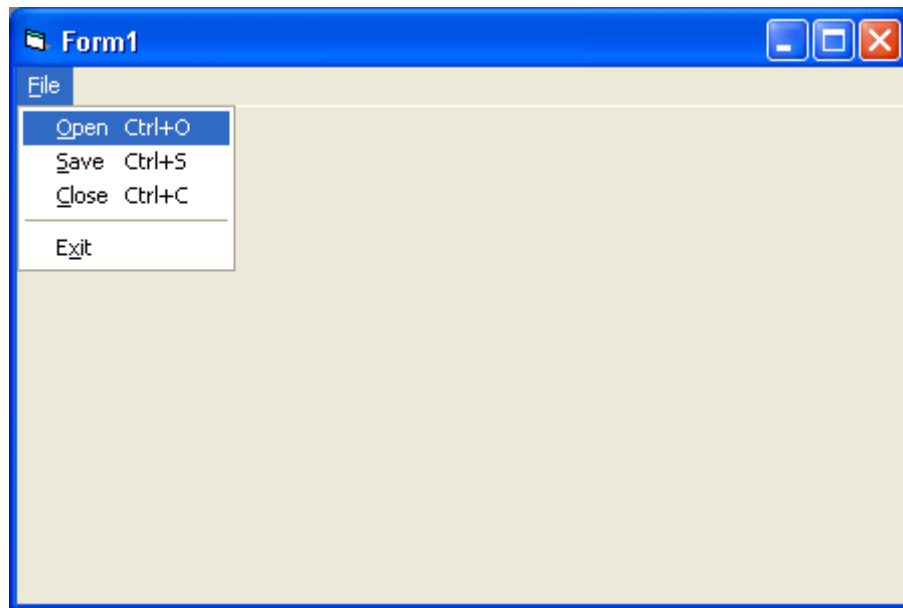 Form1
File
Open Ctrl+O
Save Ctrl+S
Close Ctrl+C
Exit